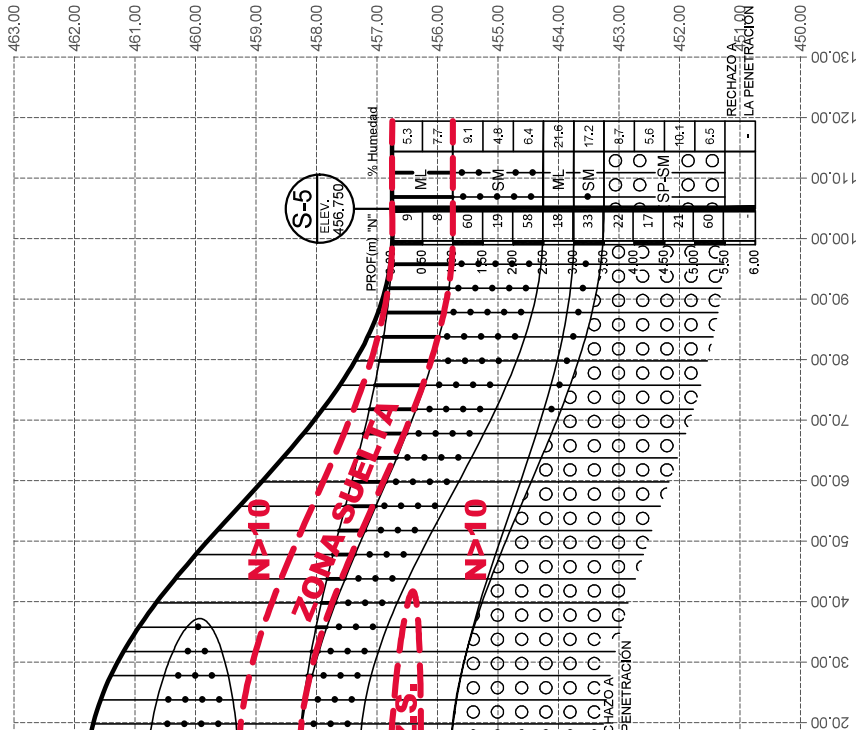 463.00
462.00
461.00
460.00
459.00
458.00
457.00
456.00
455.00
454.00
453.00
452.00
451.00
450.00
130.00
120.00
110.00
100.00
90.00
80.00
70.00
60.00
50.00
40.00
30.00
20.00
S-5
ELEV.
456.750
PROF(m) "N" % Humedad
0.50 9 ML 5.3
8 7.7
1.50 60 SM 9.1
2.00 19 4.8
2.50 58 6.4
3.00 18 ML 21.6
3.50 33 SM 17.2
4.00 22 SP-SM 8.7
4.50 17 5.6
5.00 21 10.1
5.50 60 6.5
6.00 - -
RECHAZO A
LA PENETRACION
N>10
ZONA SUELTA
N>10
Z.S.
CHAZO A
PENETRACION